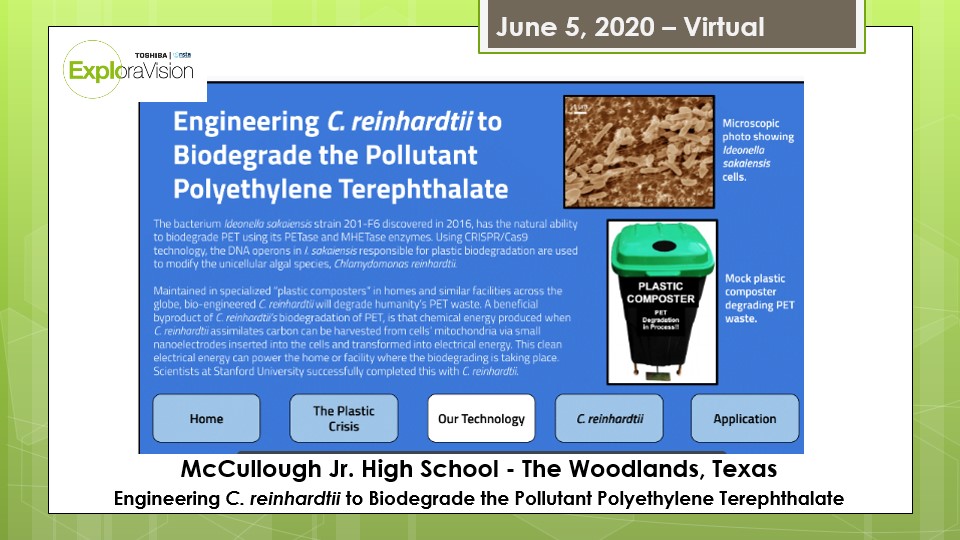 June 5, 2020 – Virtual
TOSHIBA | nsta
ExploraVision
Engineering C. reinhardtii to
Biodegrade the Pollutant
Polyethylene Terephthalate
The bacterium Ideonella sakaiensis strain 201-F6 discovered in 2016, has the natural ability
to biodegrade PET using its PETase and MHETase enzymes. Using CRISPR/Cas9
technology, the DNA operons in I. sakaiensis responsible for plastic biodegradation are used
to modify the unicellular algal species, Chlamydomonas reinhardtii.
Maintained in specialized “plastic composters” in homes and similar facilities across the
globe, bio-engineered C. reinhardtii will degrade humanity's PET waste. A beneficial
byproduct of C. reinhardtii's biodegradation of PET, is that chemical energy produced when
C. reinhardtii assimilates carbon can be harvested from cells' mitochondria via small
nanoelectrodes inserted into the cells and transformed into electrical energy. This clean
electrical energy can power the home or facility where the biodegrading is taking place.
Scientists at Stanford University successfully completed this with C. reinhardtii.
Microscopic
photo showing
Ideonella
sakaiensis
cells.
PLASTIC
COMPOSTER
PET
Degradation
in Process!!
Mock plastic
composter
degrading PET
waste.
Home
The Plastic
Crisis
Our Technology
C. reinhardtii
Application
McCullough Jr. High School - The Woodlands, Texas
Engineering C. reinhardtii to Biodegrade the Pollutant Polyethylene Terephthalate